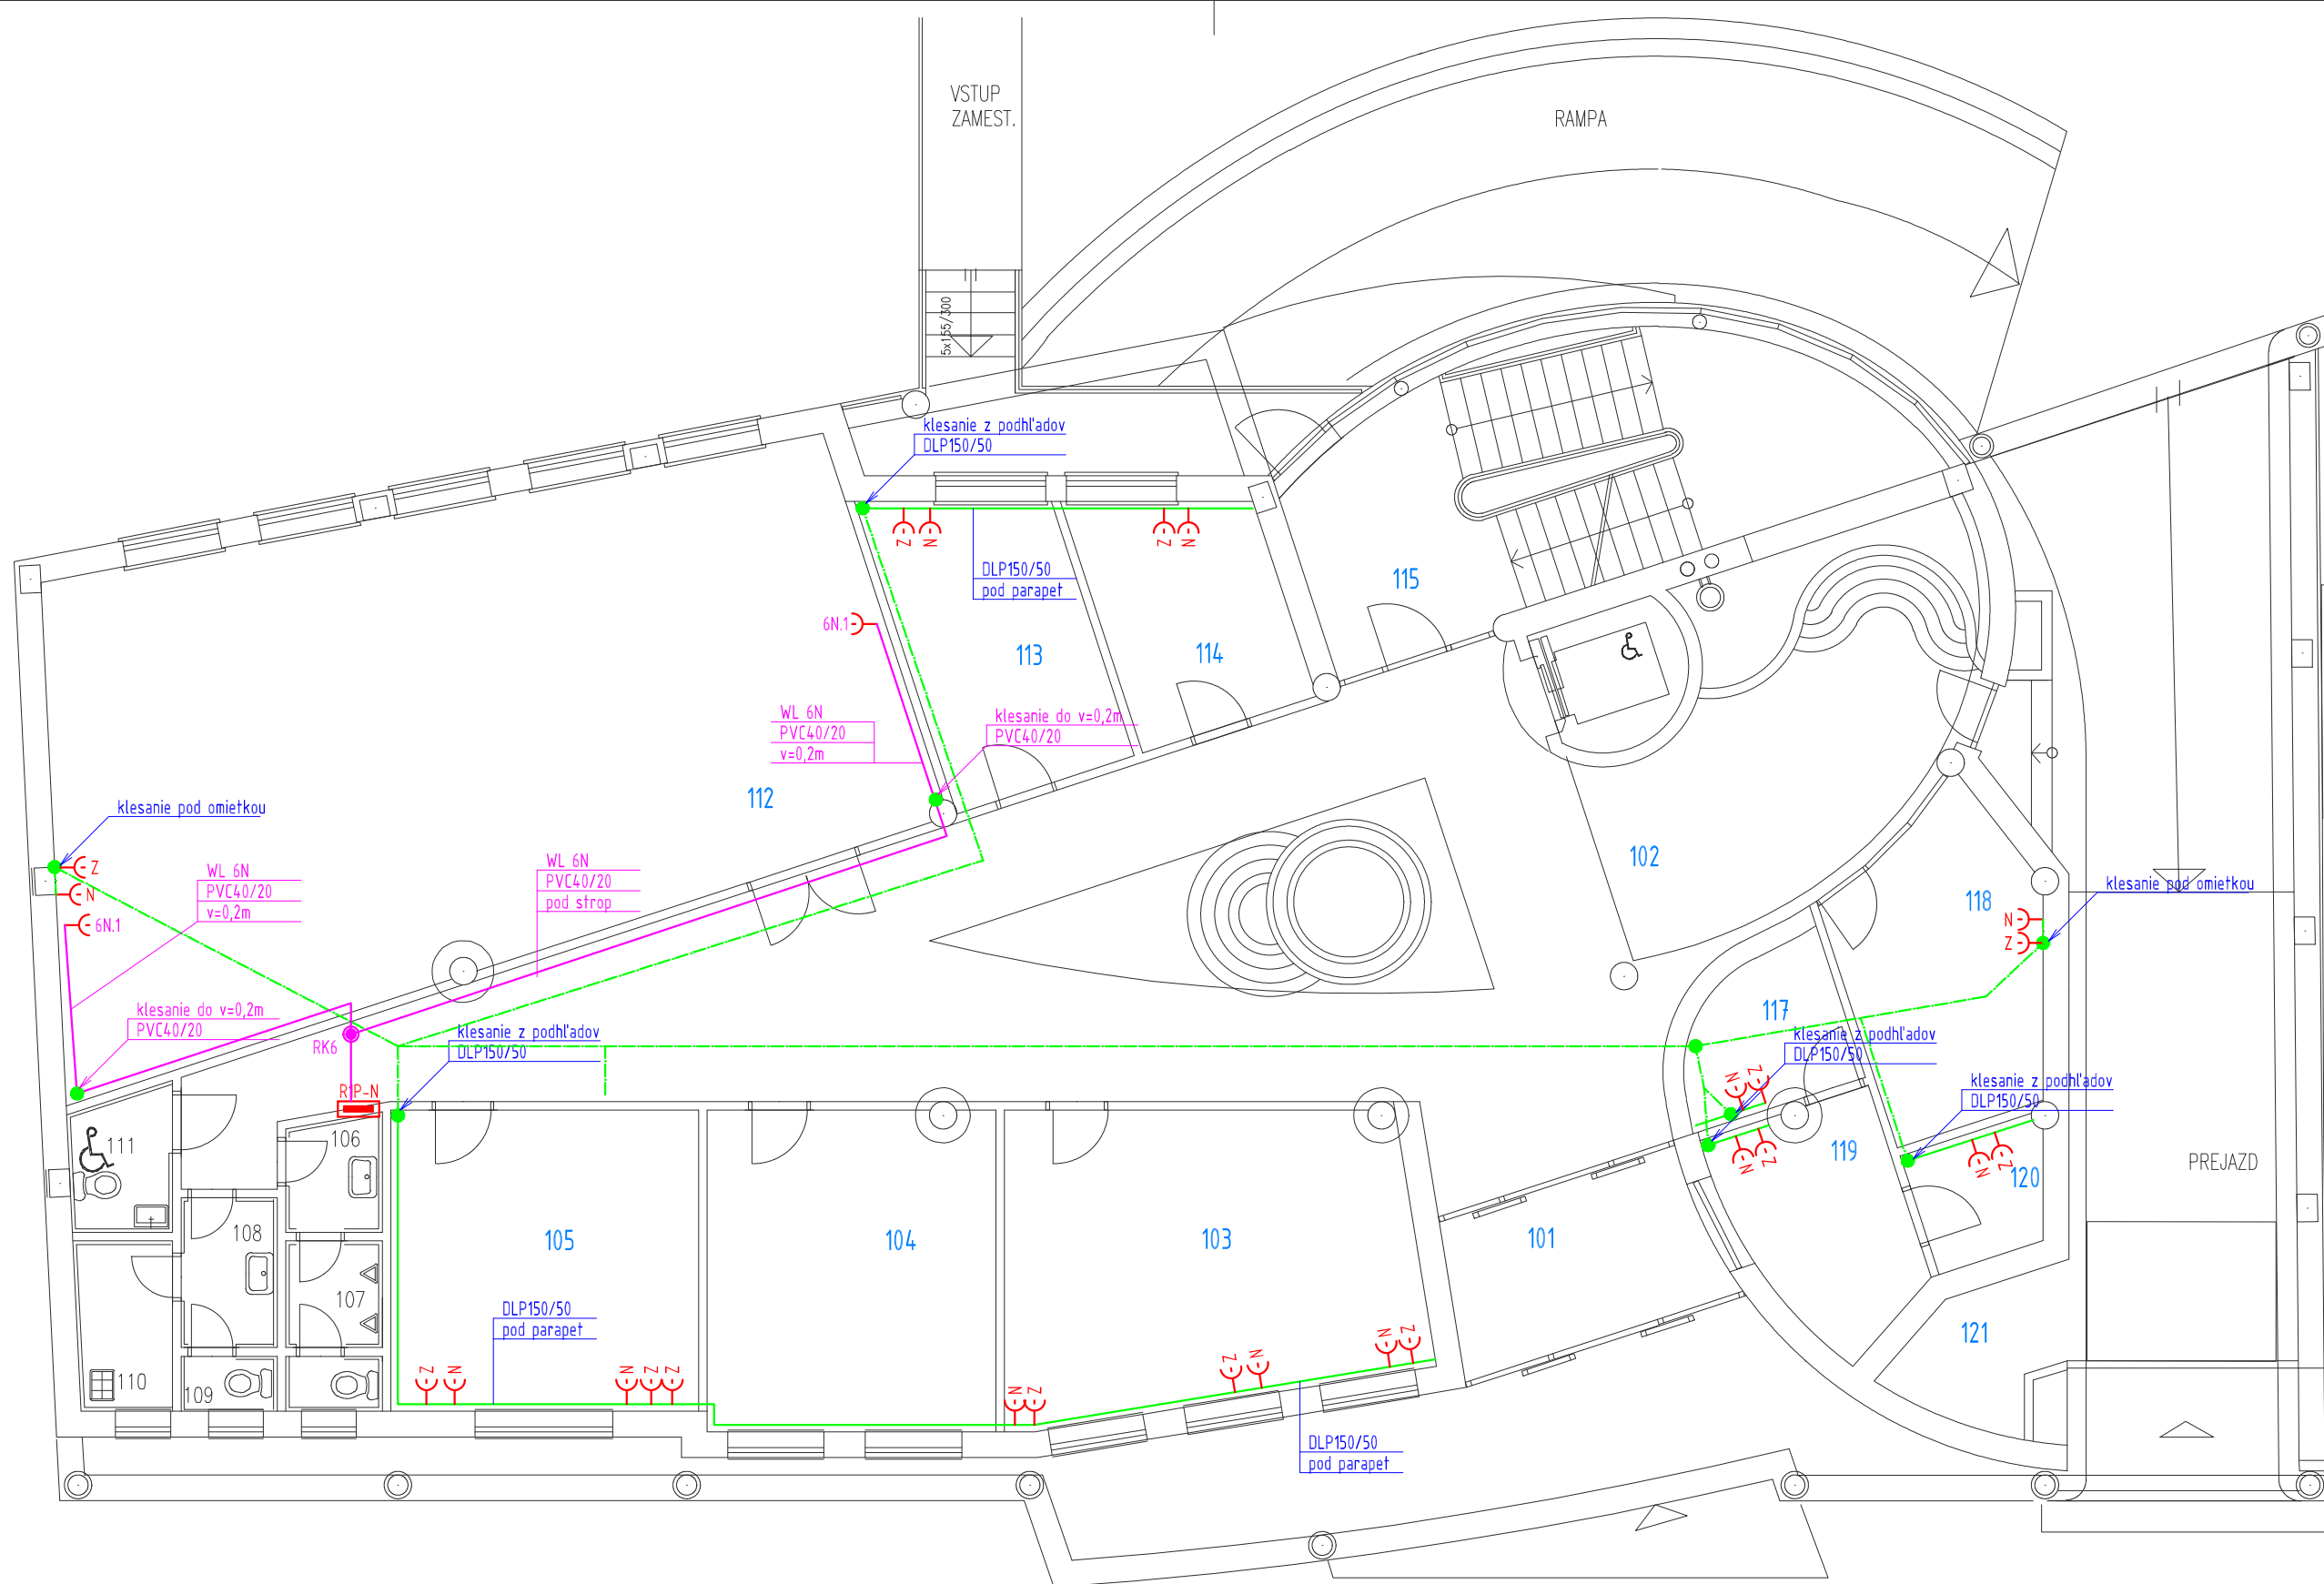 VSTUP
ZAMEST.
RAMPA
5x155/300
klesanie z podhľadov
DLP150/50
Z
N
Z
N
DLP150/50
pod parapet
115
6N.1
113
114
WL 6N
PVC40/20
v=0,2m
klesanie do v=0,2m
PVC40/20
112
klesanie pod omietkou
Z
N
6N.1
WL 6N
PVC40/20
v=0,2m
WL 6N
PVC40/20
pod strop
102
118
klesanie pod omietkou
N
Z
klesanie do v=0,2m
PVC40/20
RK6
klesanie z podhľadov
DLP150/50
117
klesanie z podhľadov
DLP150/50
R1P-N
N
Z
klesanie z podhľadov
DLP150/50
111
106
N
Z
119
N
Z
120
PREJAZD
108
105
104
103
101
107
DLP150/50
pod parapet
121
110
109
Z
N
N
Z
Z
N
Z
Z
N
N
Z
DLP150/50
pod parapet